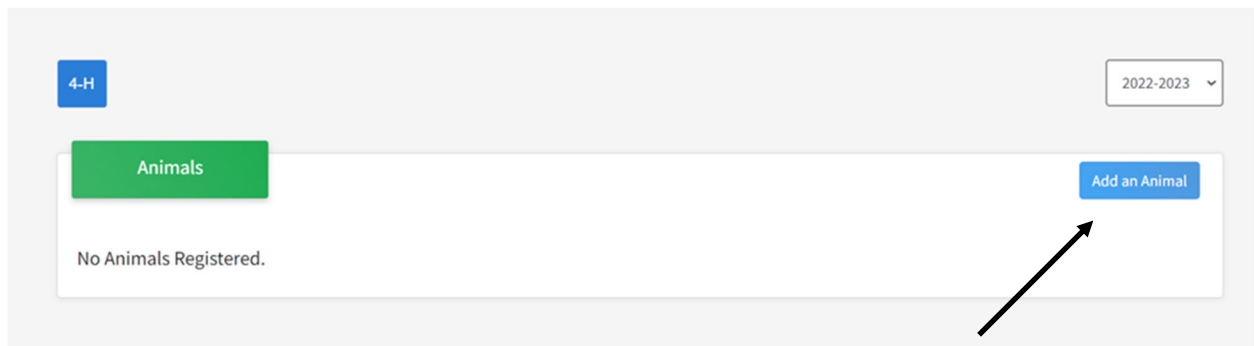 4-H
2022-2023
Animals
Add an Animal
No Animals Registered.